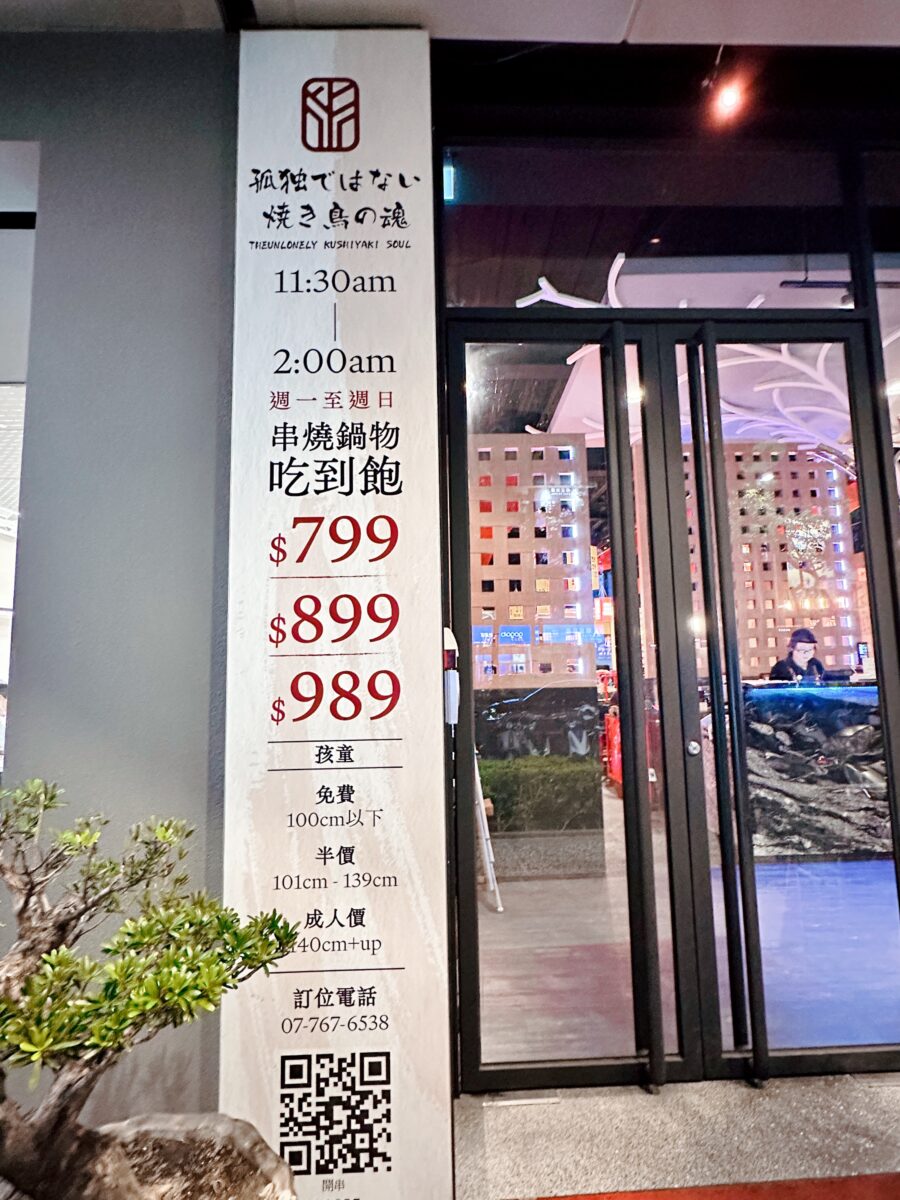 孤独ではない
焼き鳥の魂
THEUNLONELY KUSHIYAKI SOUL
11:30am
2:00am
週一至週日
串燒鍋物
吃到飽
$799
$899
$989
孩童
免費
100cm以下
半價
101cm - 139cm
成人價
40cm+up
訂位電話
07-767-6538
開串